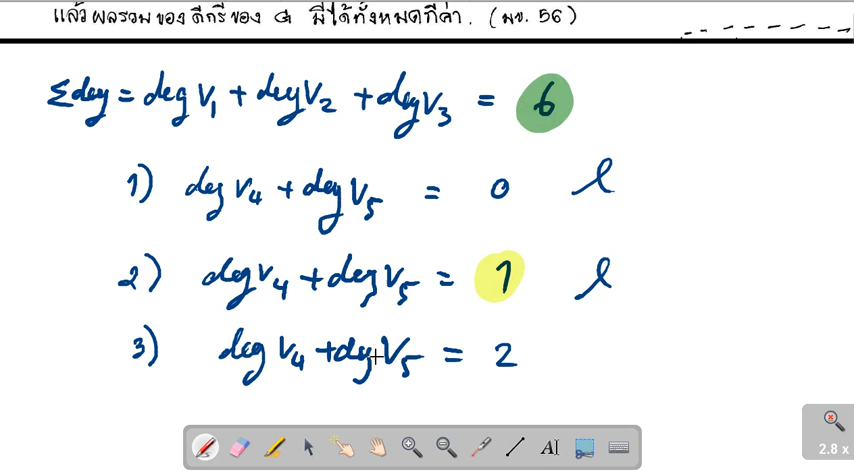 แล้วผลรวมของดีกรีของ G มีได้ทั้งหมดกี่ค่า. (มข. 56)
Σdeg = deg V₁ + deg V₂ + deg V₃ = 6
1) deg V₄ + deg V₅ = 0
2) deg V₄ + deg V₅ = 1
3) deg V₄ + deg V₅ = 2
AI
2.8 x